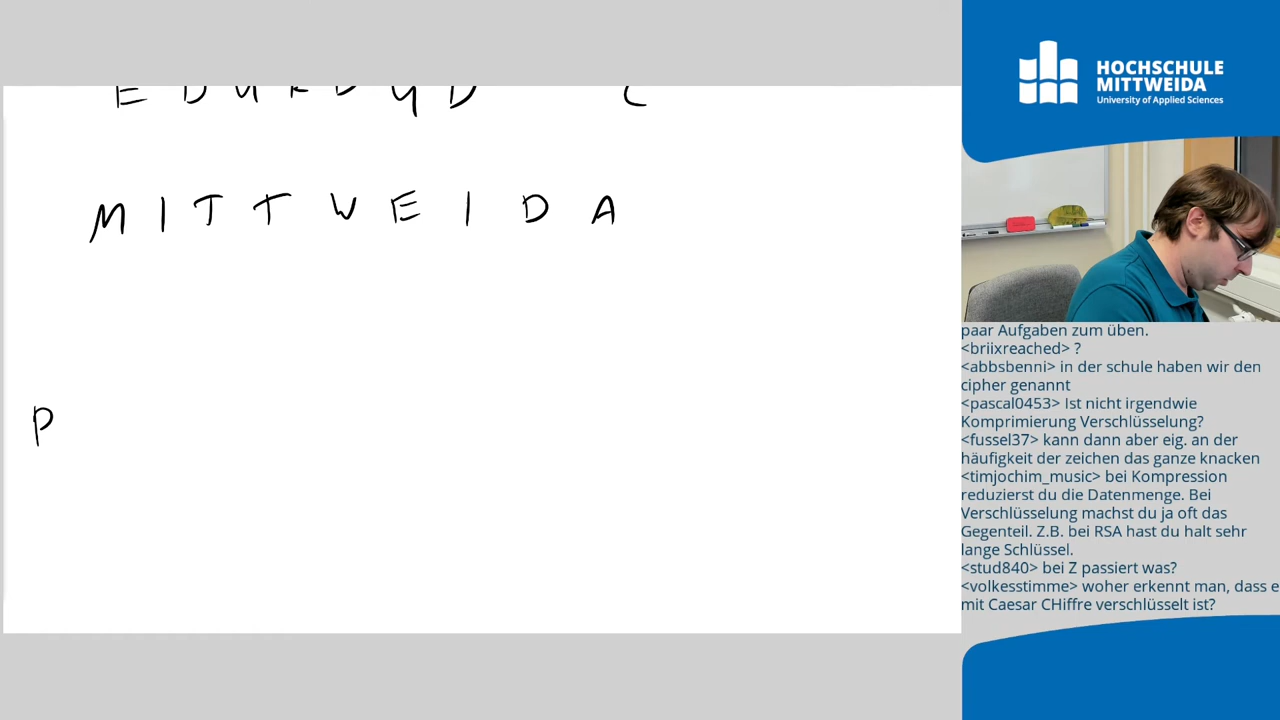 M I T T W E I D A
P
HOCHSCHULE
MITTWEIDA
University of Applied Sciences
paar Aufgaben zum üben.
<briixreached> ?
<abbsbenni> in der schule haben wir den
cipher genannt
<pascal0453> Ist nicht irgendwie
Komprimierung Verschlüsselung?
<fussel37> kann dann aber eig. an der
häufigkeit der zeichen das ganze knacken
<timjochim_music> bei Kompression
reduzierst du die Datenmenge. Bei
Verschlüsselung machst du ja oft das
Gegenteil. Z.B. bei RSA hast du halt sehr
lange Schlüssel.
<stud840> bei Z passiert was?
<volkesstimme> woher erkennt man, dass e
mit Caesar CHiffre verschlüsselt ist?